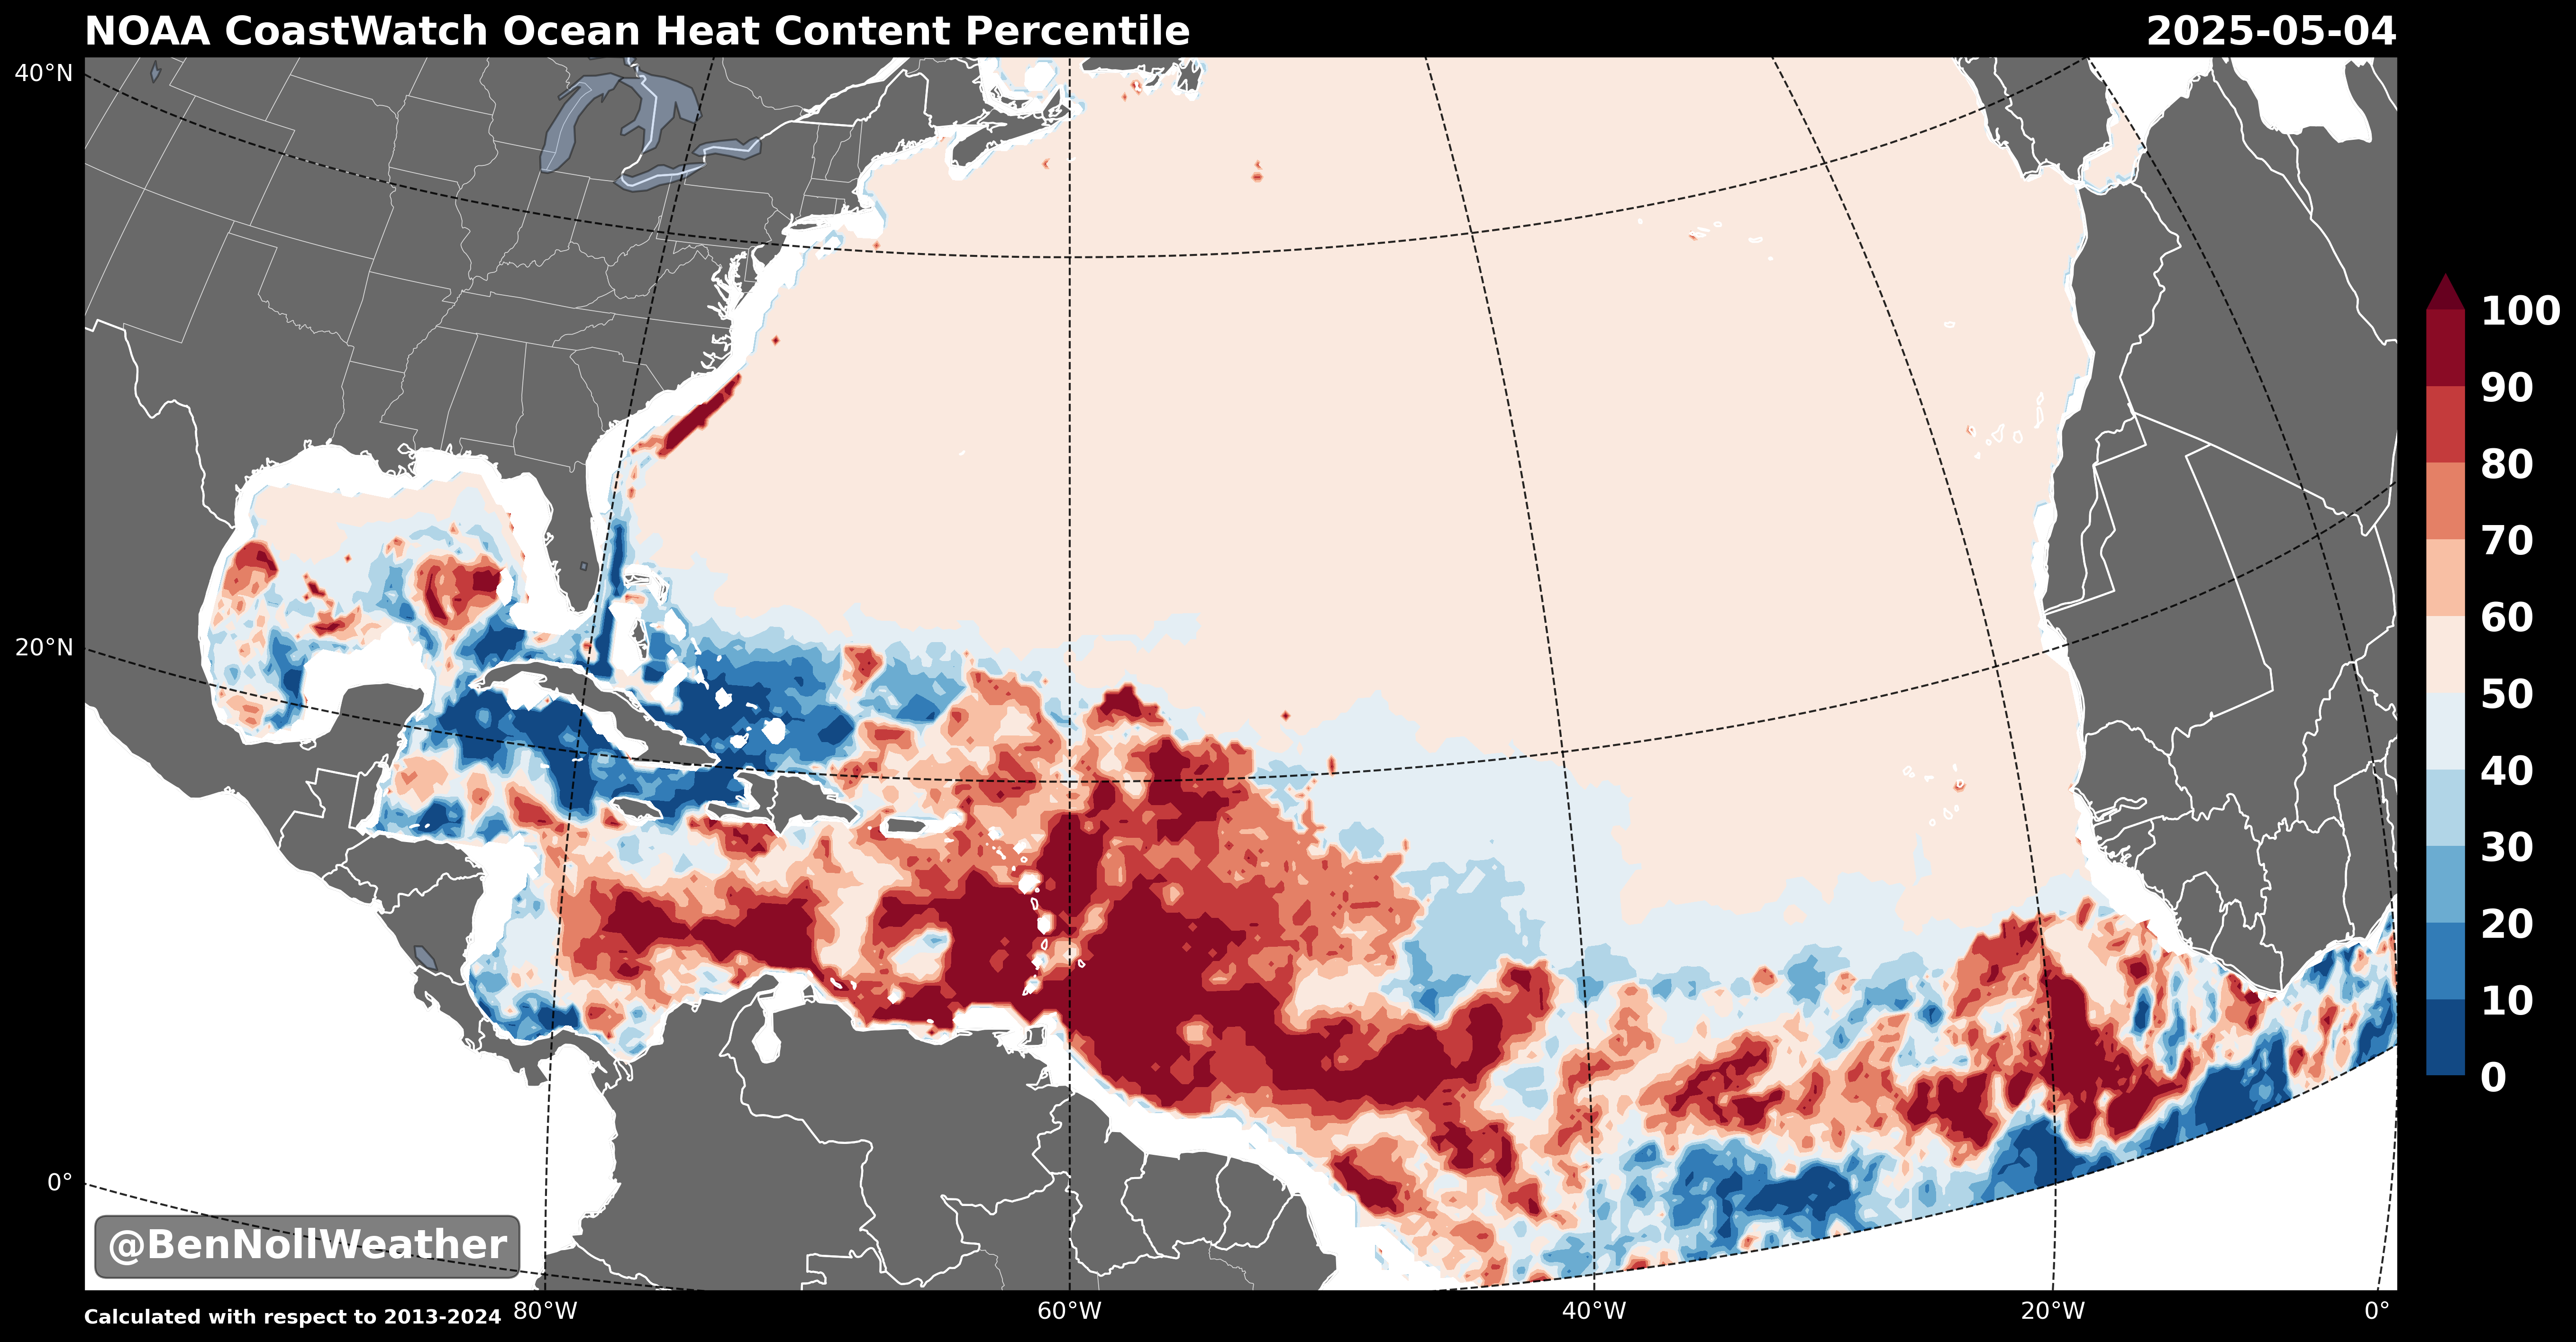 NOAA CoastWatch Ocean Heat Content Percentile
2025-05-04
40°N
20°N
0°
100
90
80
70
60
50
40
30
20
10
0
@BenNollWeather
Calculated with respect to 2013-2024
80°W
60°W
40°W
20°W
0°